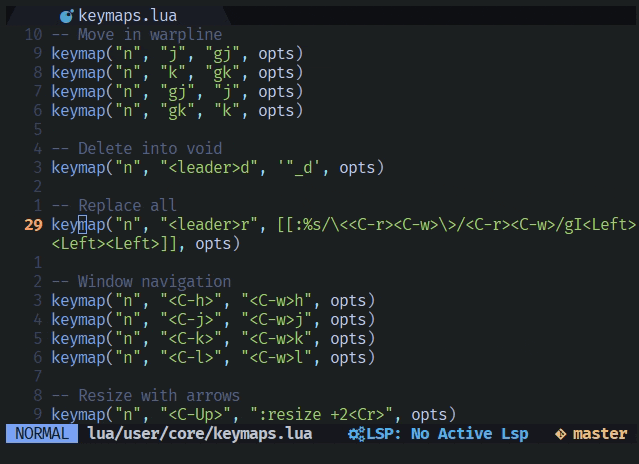 keymaps.lua
10 -- Move in warpline
9 keymap("n", "j", "gj", opts)
8 keymap("n", "k", "gk", opts)
7 keymap("n", "gj", "j", opts)
6 keymap("n", "gk", "k", opts)
5
4 -- Delete into void
3 keymap("n", "<leader>d", '"_d', opts)
2
1 -- Replace all
29 keymap("n", "<leader>r", [[:%s/\<<C-r><C-w>\>/<C-r><C-w>/gI<Left>
<Left><Left>]], opts)
1
2 -- Window navigation
3 keymap("n", "<C-h>", "<C-w>h", opts)
4 keymap("n", "<C-j>", "<C-w>j", opts)
5 keymap("n", "<C-k>", "<C-w>k", opts)
6 keymap("n", "<C-l>", "<C-w>l", opts)
7
8 -- Resize with arrows
9 keymap("n", "<C-Up>", ":resize +2<Cr>", opts)
NORMAL lua/user/core/keymaps.lua LSP: No Active Lsp master